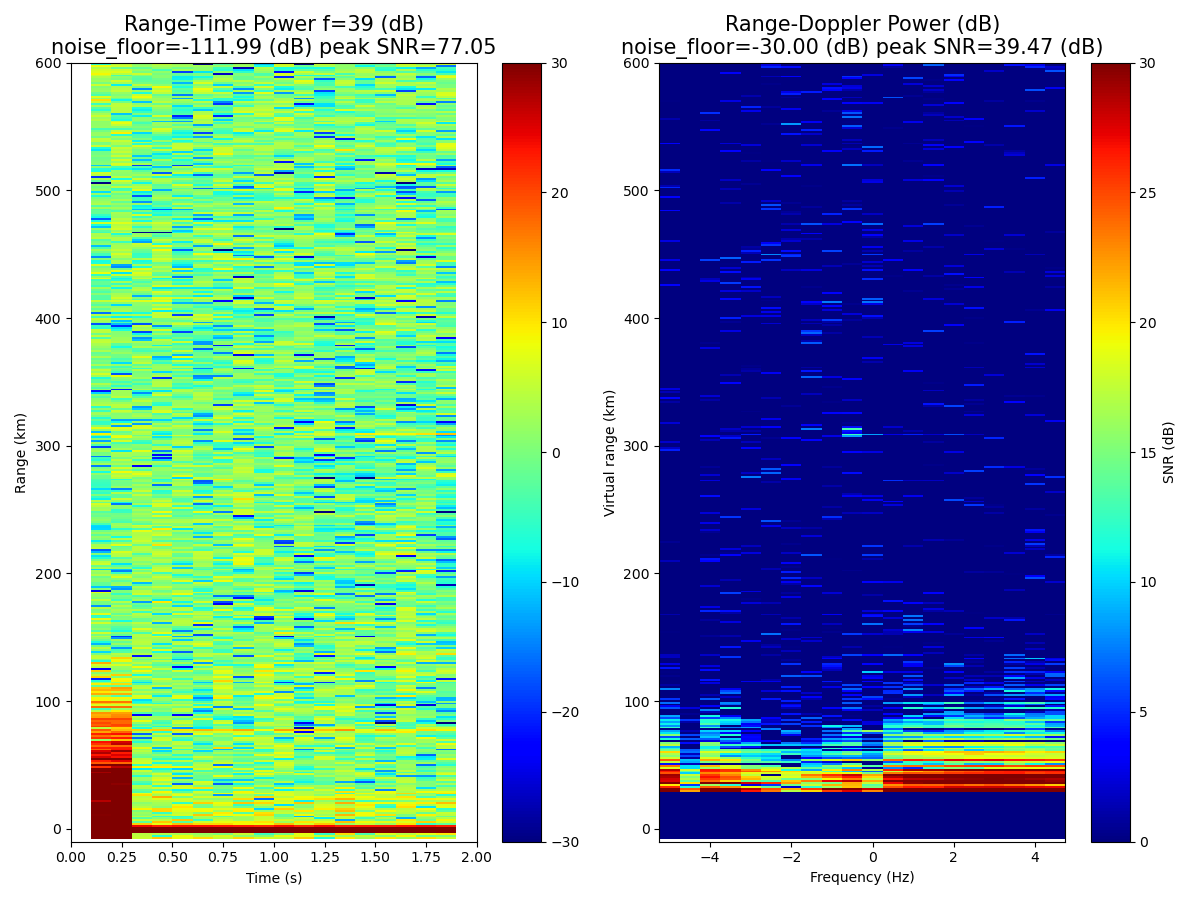 Range-Time Power f=39 (dB)
noise_floor=-111.99 (dB) peak SNR=77.05
Range (km)
600
500
400
300
200
100
0
0.00 0.25 0.50 0.75 1.00 1.25 1.50 1.75 2.00
Time (s)
30
20
10
0
−10
−20
−30
Range-Doppler Power (dB)
noise_floor=-30.00 (dB) peak SNR=39.47 (dB)
Virtual range (km)
600
500
400
300
200
100
0
−4 −2 0 2 4
Frequency (Hz)
30
25
20
15
10
5
0
SNR (dB)